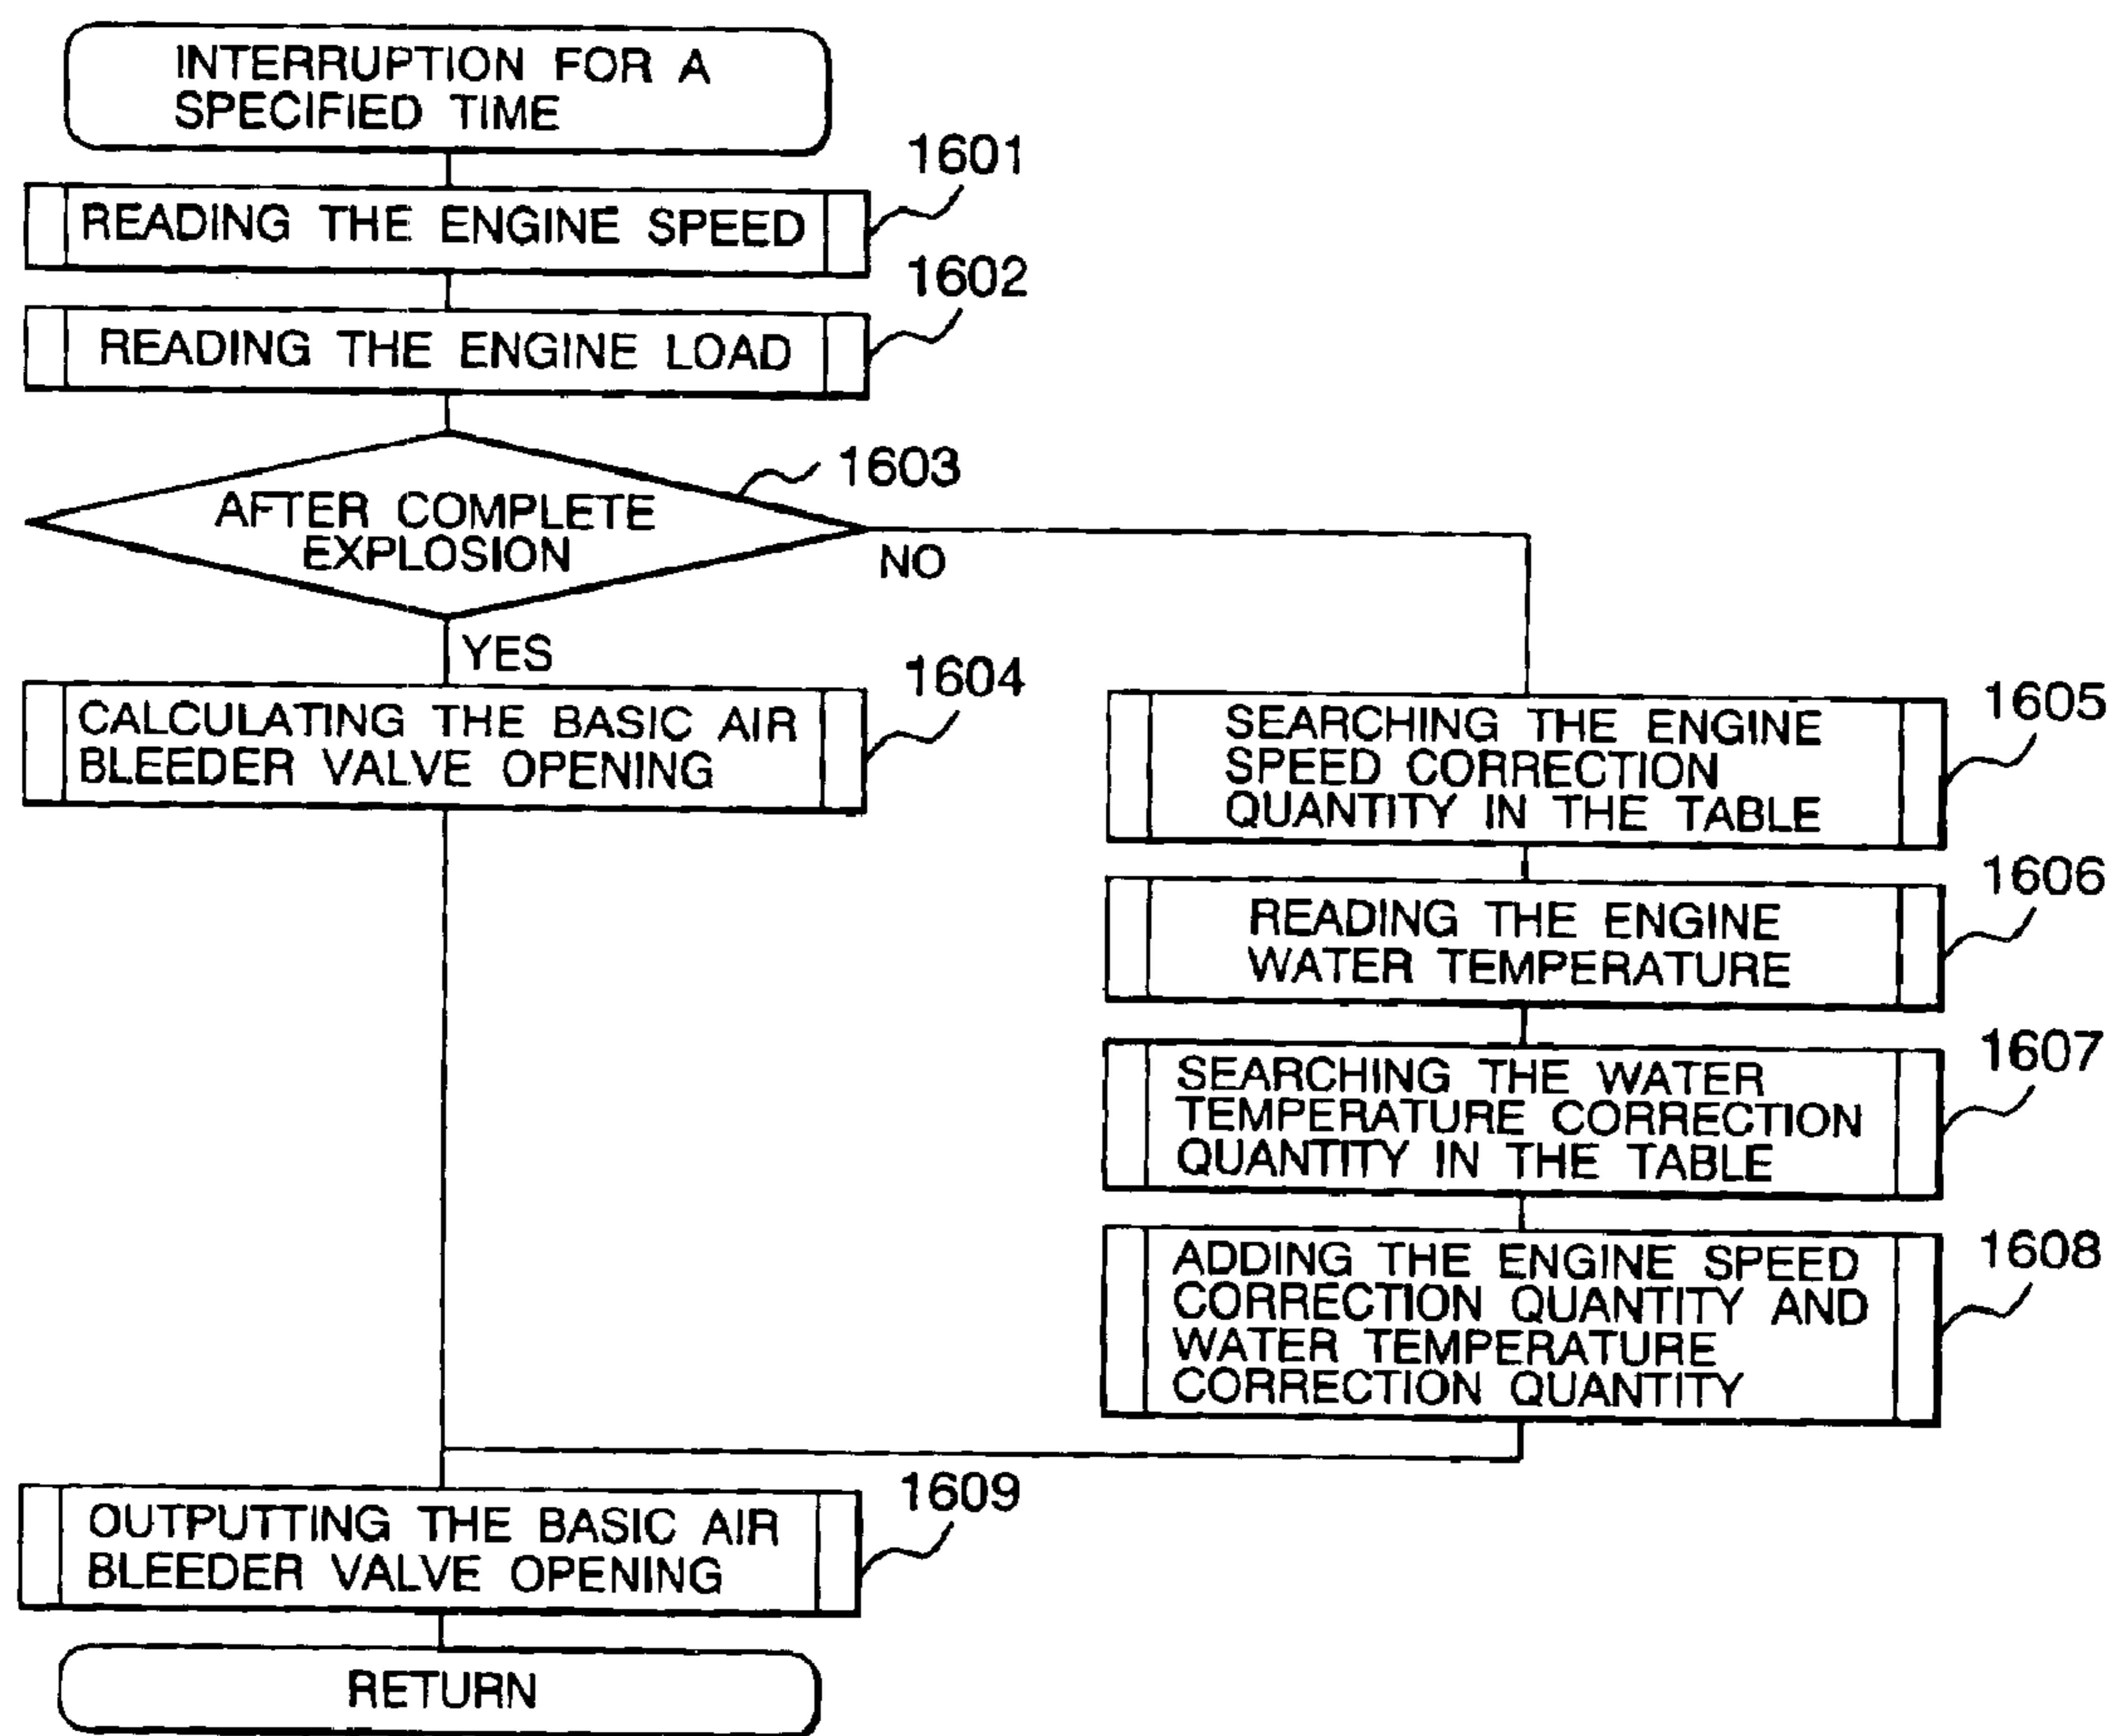 INTERRUPTION FOR A
SPECIFIED TIME
1601
READING THE ENGINE SPEED
1602
READING THE ENGINE LOAD
1603
AFTER COMPLETE
EXPLOSION
NO
YES
1604
CALCULATING THE BASIC AIR
BLEEDER VALVE OPENING
1605
SEARCHING THE ENGINE
SPEED CORRECTION
QUANTITY IN THE TABLE
1606
READING THE ENGINE
WATER TEMPERATURE
1607
SEARCHING THE WATER
TEMPERATURE CORRECTION
QUANTITY IN THE TABLE
1608
ADDING THE ENGINE SPEED
CORRECTION QUANTITY AND
WATER TEMPERATURE
CORRECTION QUANTITY
1609
OUTPUTTING THE BASIC AIR
BLEEDER VALVE OPENING
RETURN